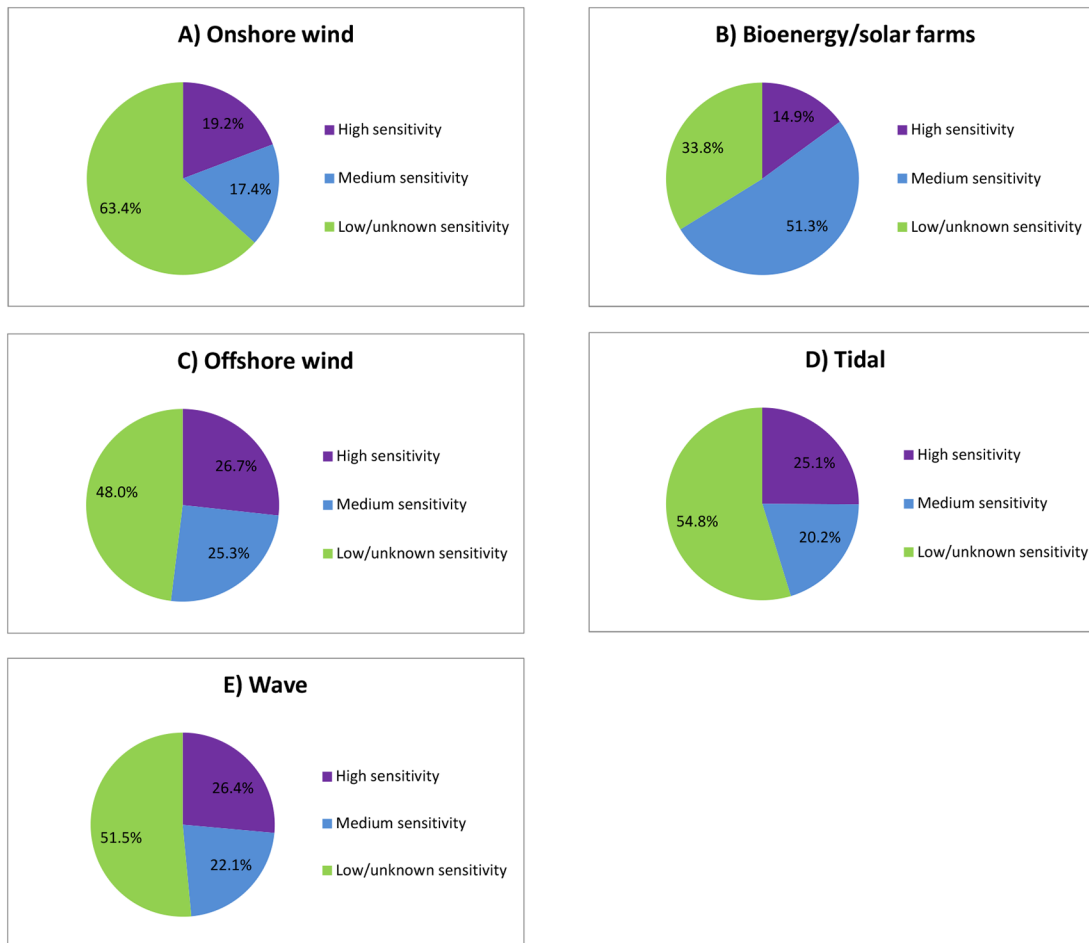 A) Onshore wind
19.2%
17.4%
63.4%
High sensitivity
Medium sensitivity
Low/unknown sensitivity
B) Bioenergy/solar farms
14.9%
33.8%
51.3%
High sensitivity
Medium sensitivity
Low/unknown sensitivity
C) Offshore wind
26.7%
48.0%
25.3%
High sensitivity
Medium sensitivity
Low/unknown sensitivity
D) Tidal
25.1%
54.8%
20.2%
High sensitivity
Medium sensitivity
Low/unknown sensitivity
E) Wave
26.4%
51.5%
22.1%
High sensitivity
Medium sensitivity
Low/unknown sensitivity